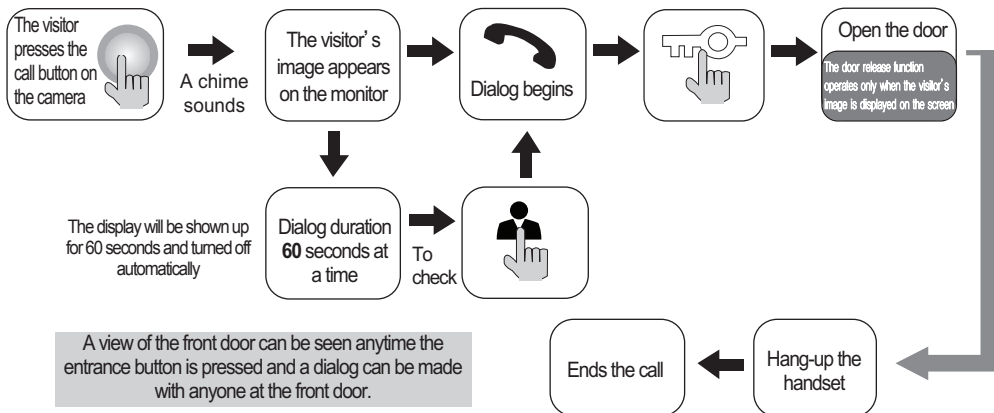 The visitor
presses the
call button on
the camera
A chime
sounds
The visitor's
image appears
on the monitor
Dialog begins
Open the door
The door release function
operates only when the visitor's
image is displayed on the screen
The display will be shown up
for 60 seconds and turned off
automatically
Dialog duration
60 seconds at
a time
To
check
A view of the front door can be seen anytime the
entrance button is pressed and a dialog can be made
with anyone at the front door.
Ends the call
Hang-up the
handset